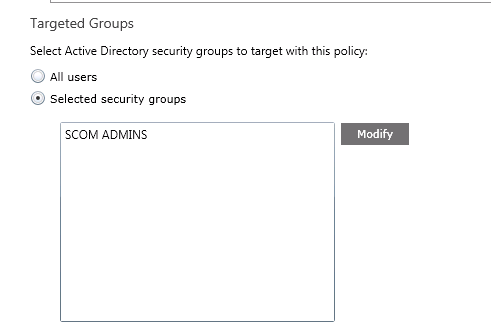 Targeted Groups
Select Active Directory security groups to target with this policy:
All users
Selected security groups
SCOM ADMINS
Modify